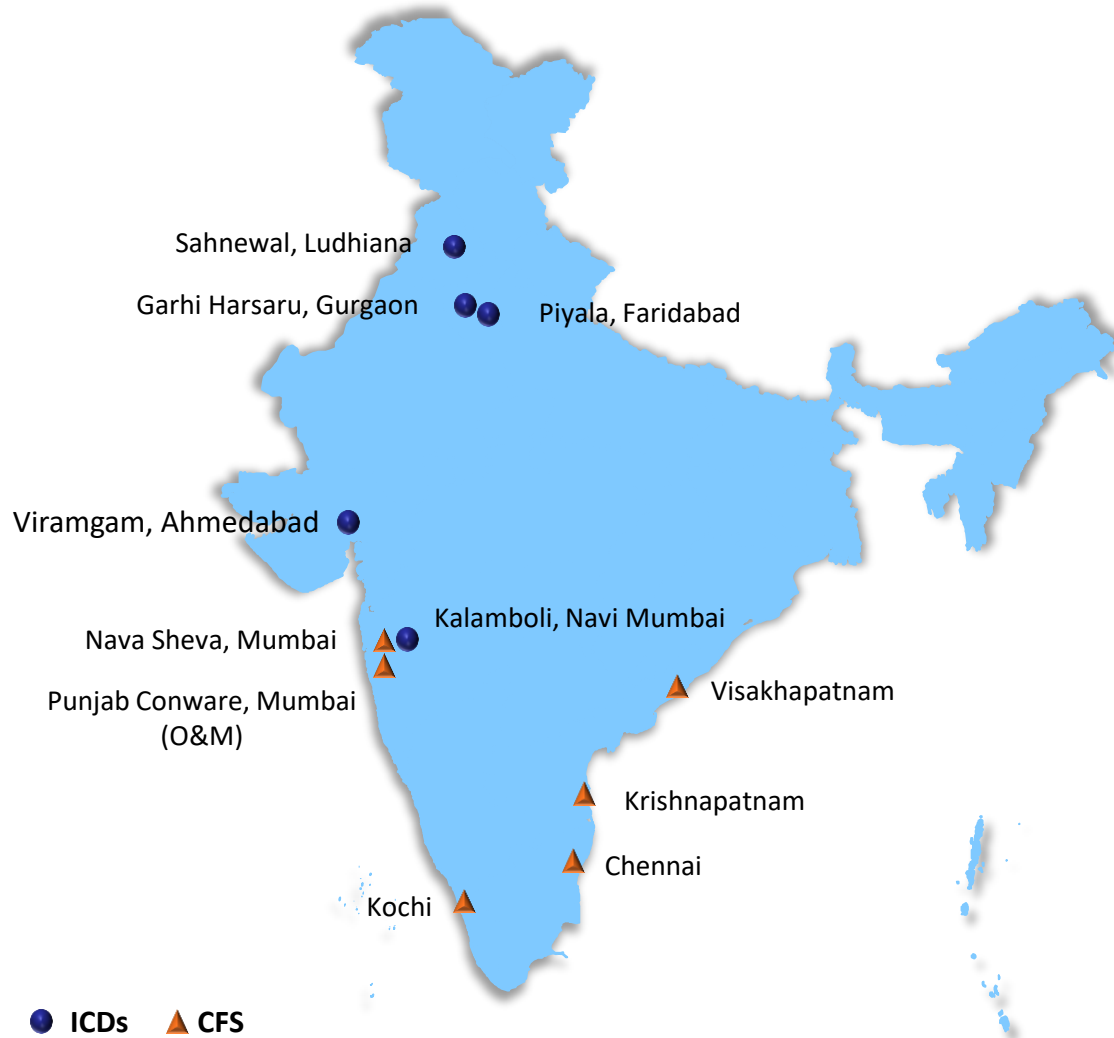 Sahnewal, Ludhiana
Garhi Harsaru, Gurgaon
Piyala, Faridabad
Viramgam, Ahmedabad
Kalamboli, Navi Mumbai
Nava Sheva, Mumbai
Punjab Conware, Mumbai
(O&M)
Visakhapatnam
Krishnapatnam
Chennai
Kochi
ICDs CFS